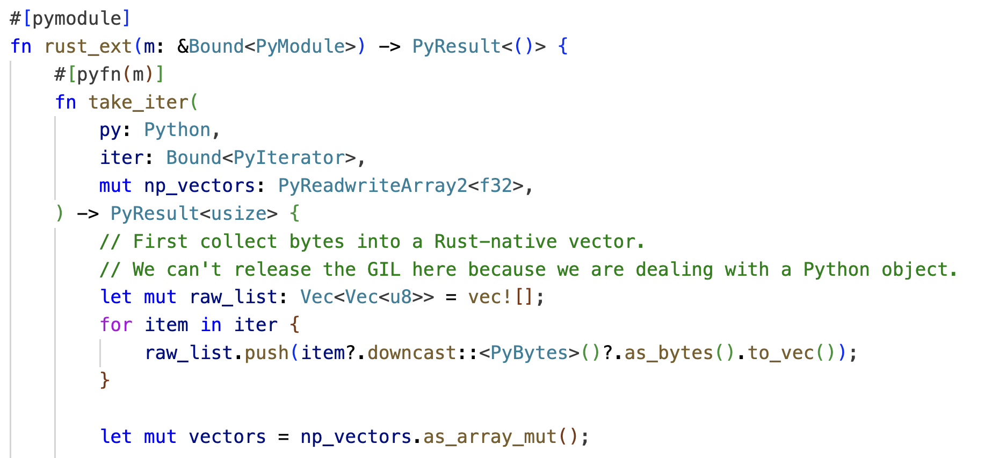 #[pymodule]
fn rust_ext(m: &Bound<PyModule>) -> PyResult<()> {
    #[pyfn(m)]
    fn take_iter(
        py: Python,
        iter: Bound<PyIterator>,
        mut np_vectors: PyReadwriteArray2<f32>,
    ) -> PyResult<usize> {
        // First collect bytes into a Rust-native vector.
        // We can't release the GIL here because we are dealing with a Python object.
        let mut raw_list: Vec<Vec<u8>> = vec![];
        for item in iter {
            raw_list.push(item?.downcast::<PyBytes>()?.as_bytes().to_vec());
        }

        let mut vectors = np_vectors.as_array_mut();